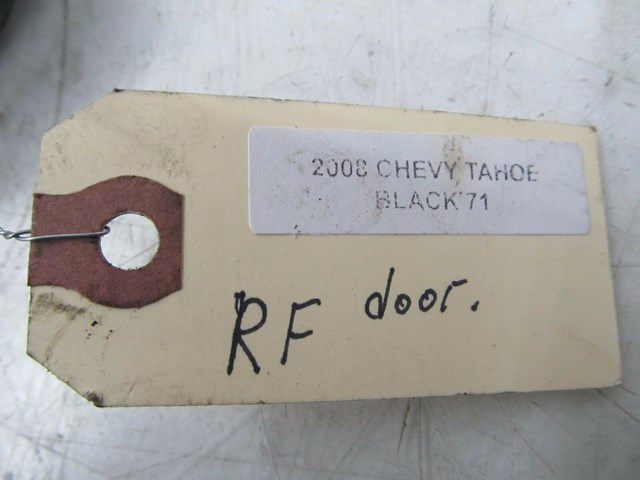 2008 CHEVY TAHOE
BLACK 71
RF door.